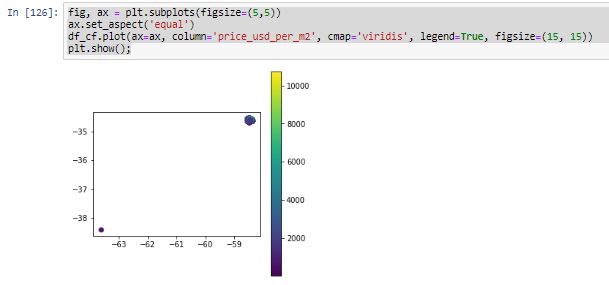 In [126]: fig, ax = plt.subplots(figsize=(5,5))
ax.set_aspect('equal')
df_cf.plot(ax=ax, column='price_usd_per_m2', cmap='viridis', legend=True, figsize=(15, 15))
plt.show();
10000
8000
6000
4000
2000
−35
−36
−37
−38
−63 −62 −61 −60 −59